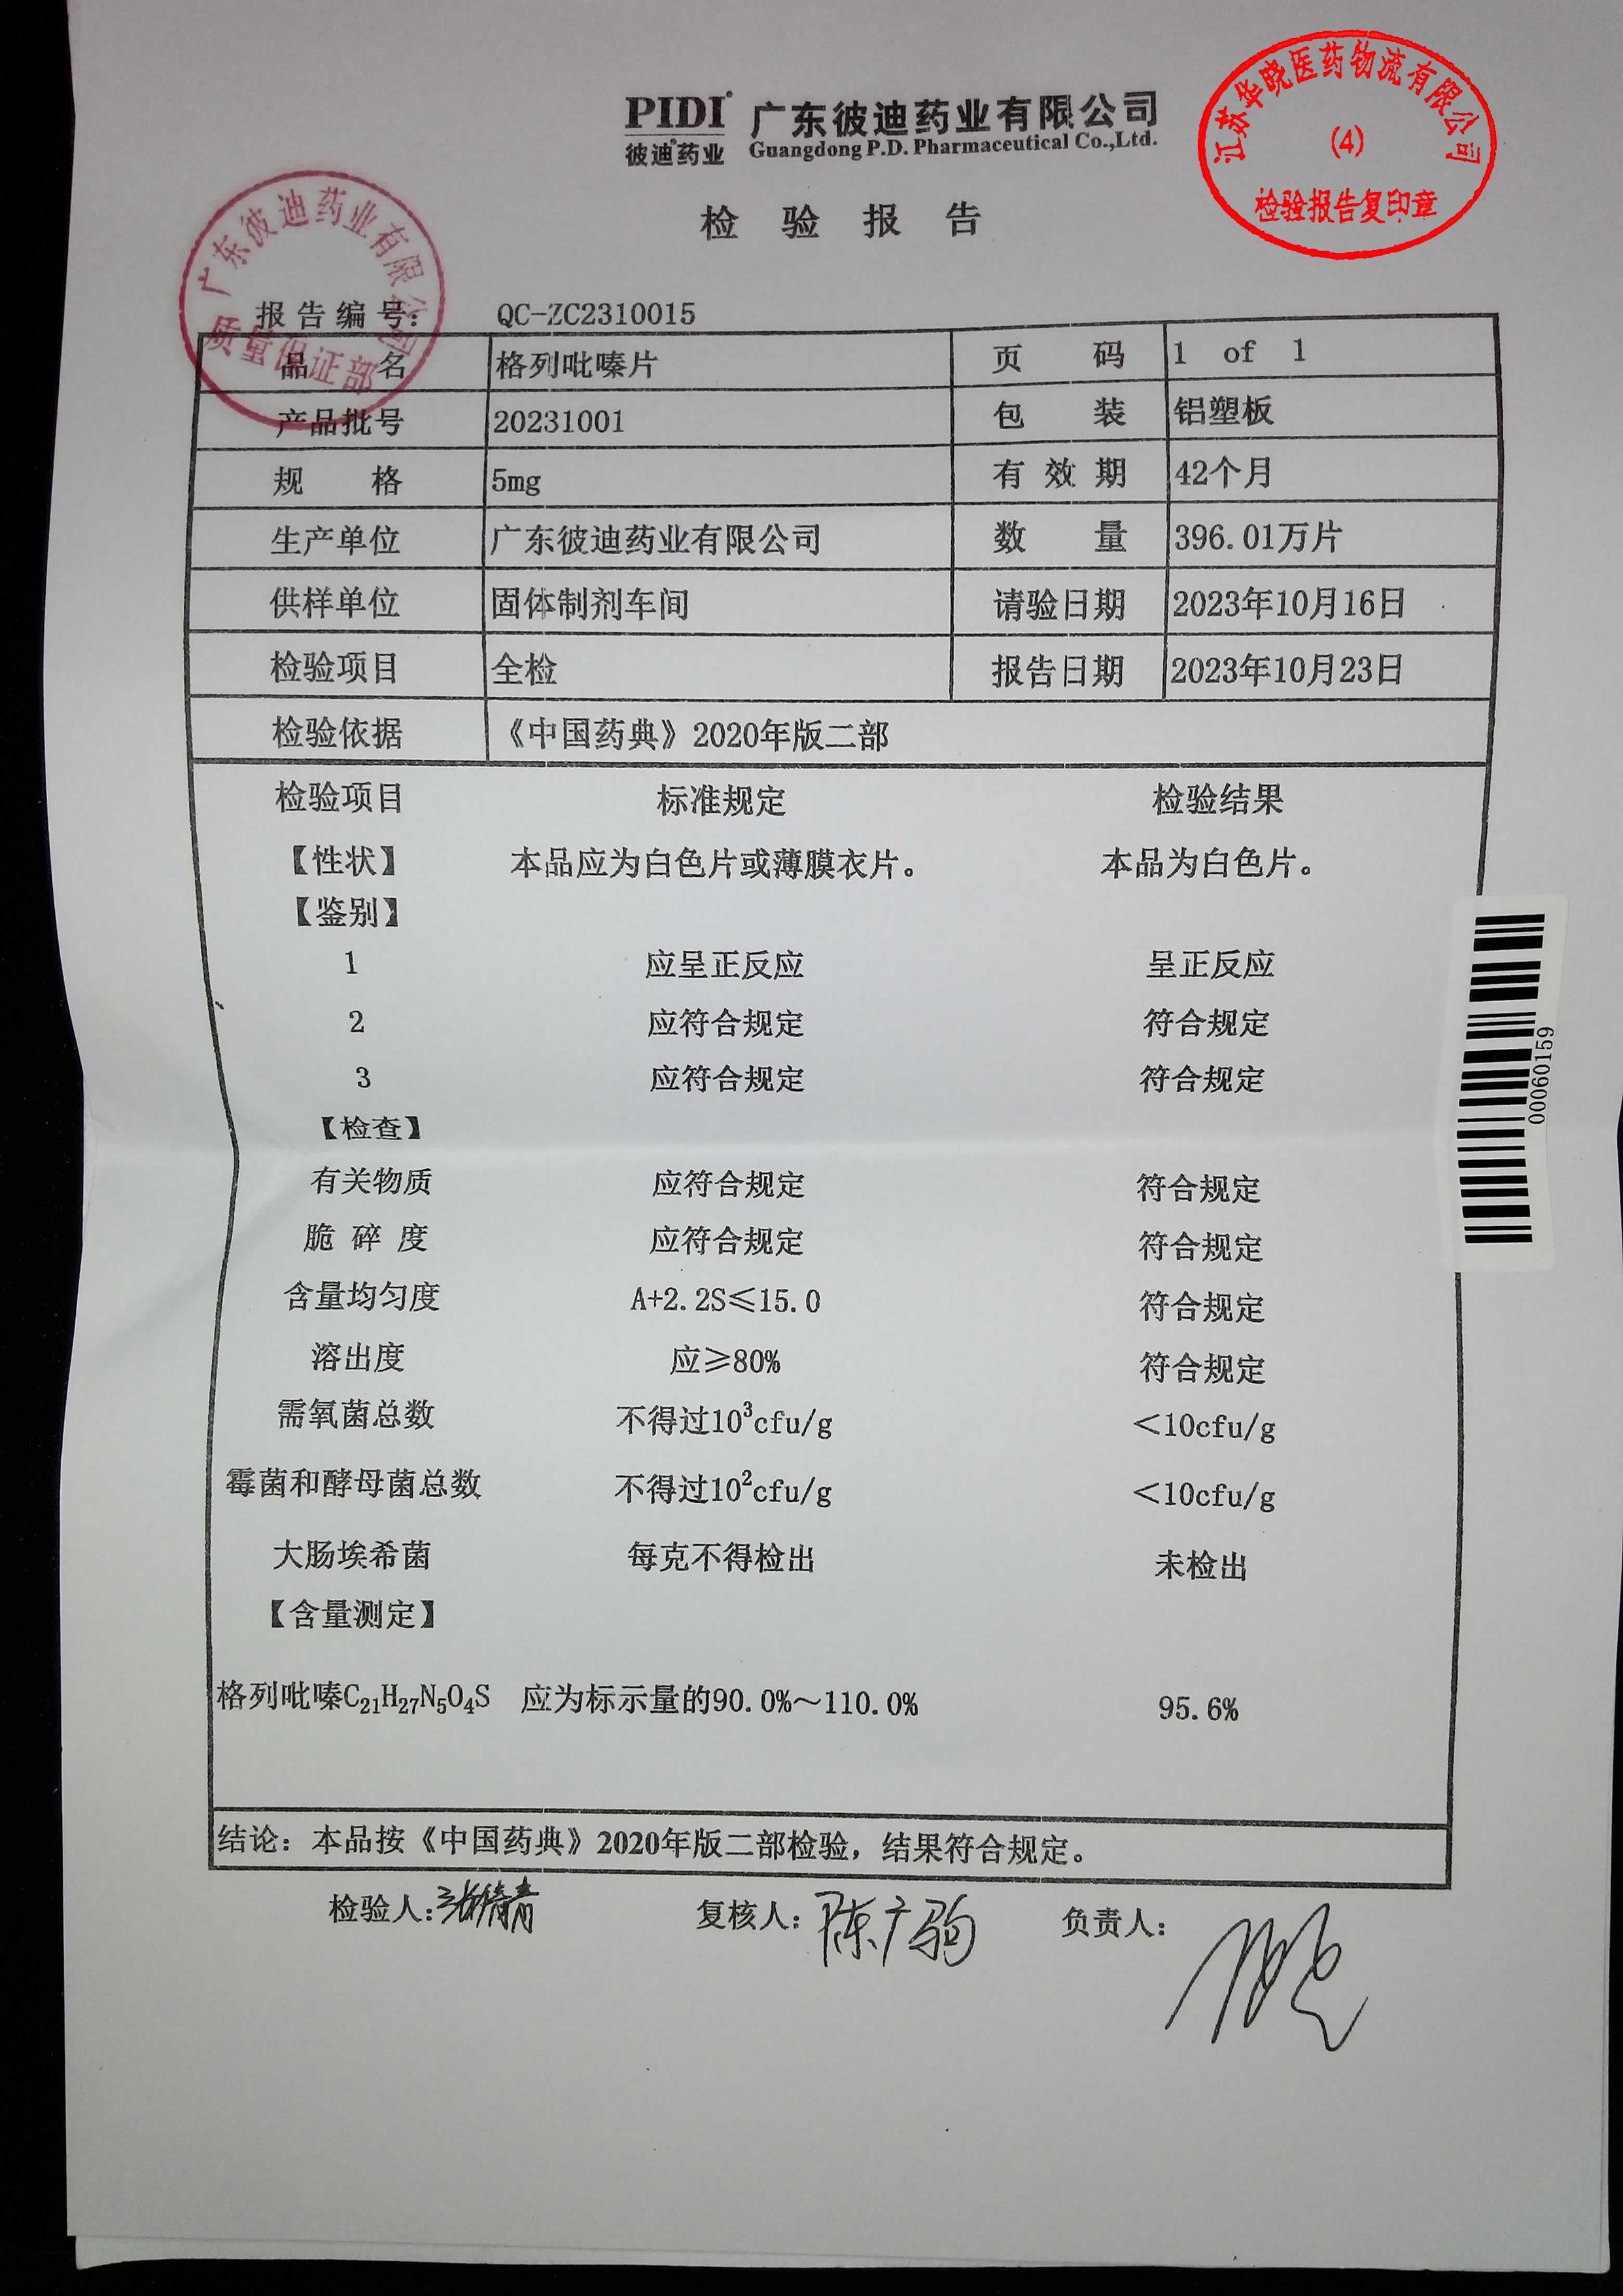 PIDI 广东彼迪药业有限公司
彼迪药业 Guangdong P.D. Pharmaceutical Co.,Ltd.
江苏华晓医药物流有限公司
(4)
检验报告复印章
检 验 报 告
广东彼迪药业有限公司
质量保证部
报告编号: QC-ZC2310015
品 名 格列吡嗪片 页 码 1 of 1
产品批号 20231001 包 装 铝塑板
规 格 5mg 有效期 42个月
生产单位 广东彼迪药业有限公司 数 量 396.01万片
供样单位 固体制剂车间 请验日期 2023年10月16日
检验项目 全检 报告日期 2023年10月23日
检验依据 《中国药典》2020年版二部
检验项目 标准规定 检验结果
【性状】 本品应为白色片或薄膜衣片。 本品为白色片。
【鉴别】
1 应呈正反应 呈正反应
2 应符合规定 符合规定
3 应符合规定 符合规定
【检查】
有关物质 应符合规定 符合规定
脆碎度 应符合规定 符合规定
含量均匀度 A+2.2S≤15.0 符合规定
溶出度 应≥80% 符合规定
需氧菌总数 不得过10³cfu/g <10cfu/g
霉菌和酵母菌总数 不得过10²cfu/g <10cfu/g
大肠埃希菌 每克不得检出 未检出
【含量测定】
格列吡嗪C₂₁H₂₇N₅O₄S 应为标示量的90.0%~110.0% 95.6%
结论：本品按《中国药典》2020年版二部检验，结果符合规定。
检验人: 复核人: 陈广驹 负责人:
00060159